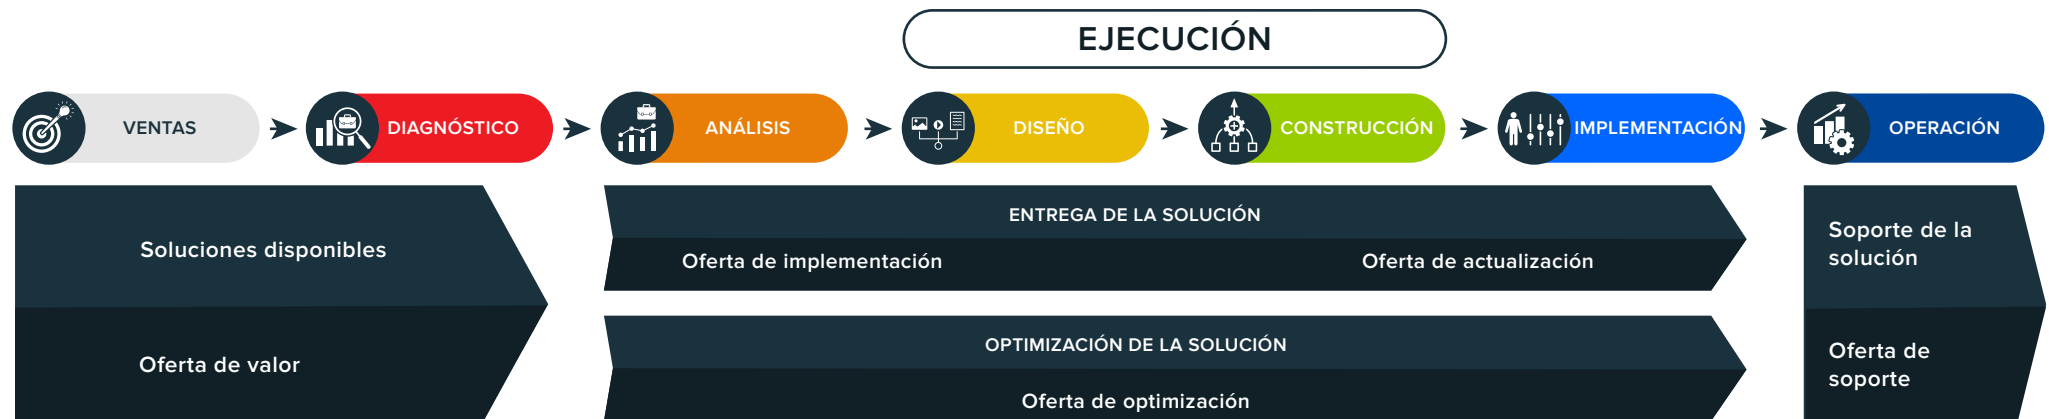 EJECUCIÓN
VENTAS
DIAGNÓSTICO
ANÁLISIS
DISEÑO
CONSTRUCCIÓN
IMPLEMENTACIÓN
OPERACIÓN
Soluciones disponibles
Oferta de valor
ENTREGA DE LA SOLUCIÓN
Oferta de implementación
Oferta de actualización
OPTIMIZACIÓN DE LA SOLUCIÓN
Oferta de optimización
Soporte de la
solución
Oferta de
soporte